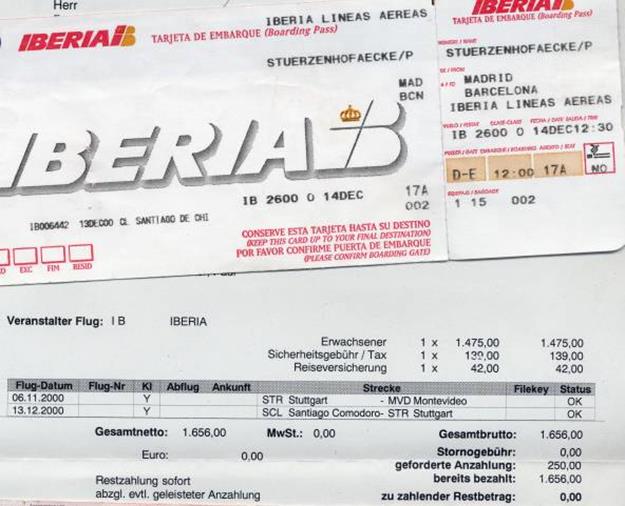 Herr
IBERIA
TARJETA DE EMBARQUE (Boarding Pass)
IBERIA LINEAS AEREAS
STUERZENHOFAECKE/P
MAD
BCN
IBERIA
IB 2600 O 14DEC
17A
002
IB006442 13DEC00 CL SANTIAGO DE CHI
EXC FIM RESID
CONSERVE ESTA TARJETA HASTA SU DESTINO
(KEEP THIS CARD UP TO YOUR FINAL DESTINATION)
POR FAVOR CONFIRME PUERTA DE EMBARQUE
(PLEASE CONFIRM BOARDING GATE)
IBERIA
TARJETA DE EMBARQUE (Boarding Pass)
STUERZENHOFAECKE/P
MADRID
BARCELONA
IBERIA LINEAS AEREAS
IB 2600 O 14DEC12:30
D-E 12:00 17A NO
1 15 002
Veranstalter Flug: I B IBERIA
Erwachsener 1 x 1.475,00 1.475,00
Sicherheitsgebühr / Tax 1 x 139,00 139,00
Reiseversicherung 1 x 42,00 42,00
Flug-Datum Flug-Nr Kl Abflug Ankunft Strecke Filekey Status
06.11.2000 Y STR Stuttgart - MVD Montevideo OK
13.12.2000 Y SCL Santiago Comodoro- STR Stuttgart OK
Gesamtnetto: 1.656,00 MwSt.: 0,00 Gesamtbrutto: 1.656,00
Euro: 0,00 Stornogebühr: 0,00
geforderte Anzahlung: 250,00
Restzahlung sofort bereits bezahlt: 1.656,00
abzgl. evtl. geleisteter Anzahlung zu zahlender Restbetrag: 0,00